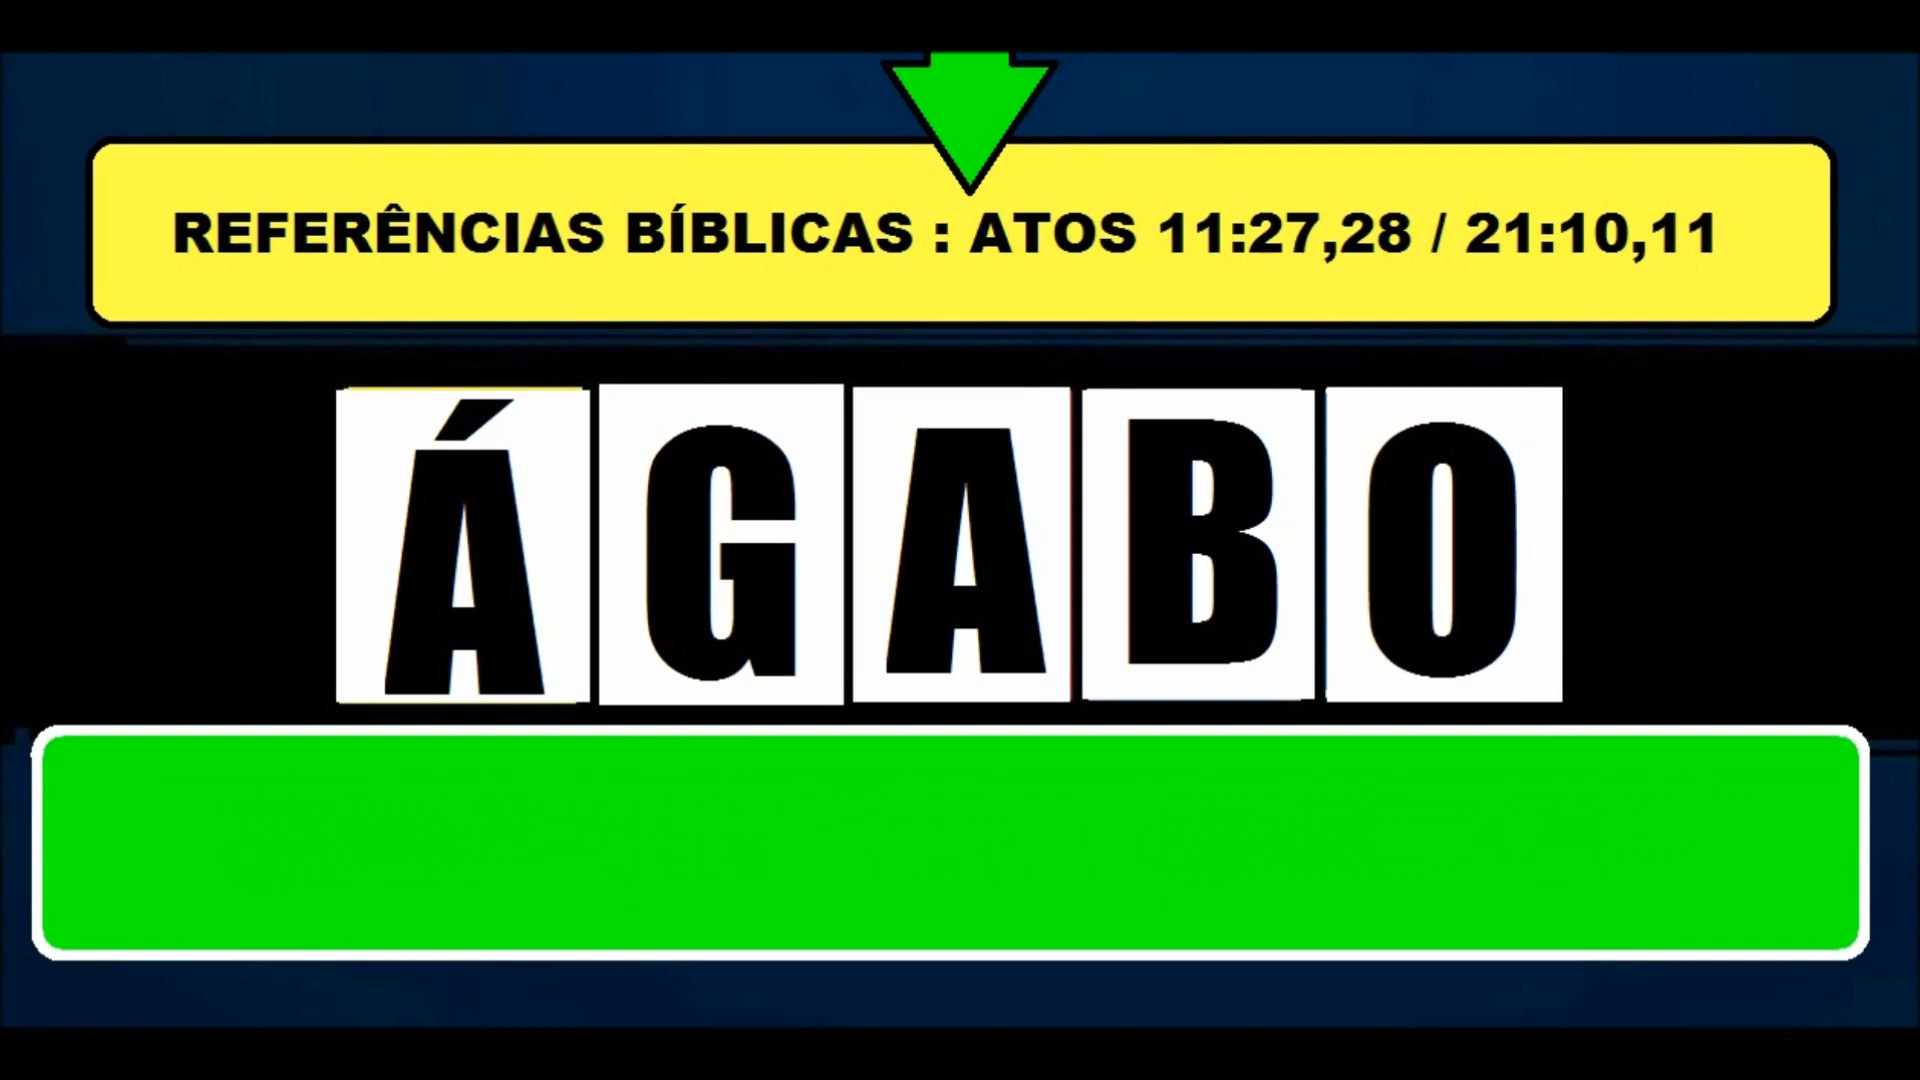 REFERÊNCIAS BÍBLICAS : ATOS 11:27,28 / 21:10,11
ÁGABO